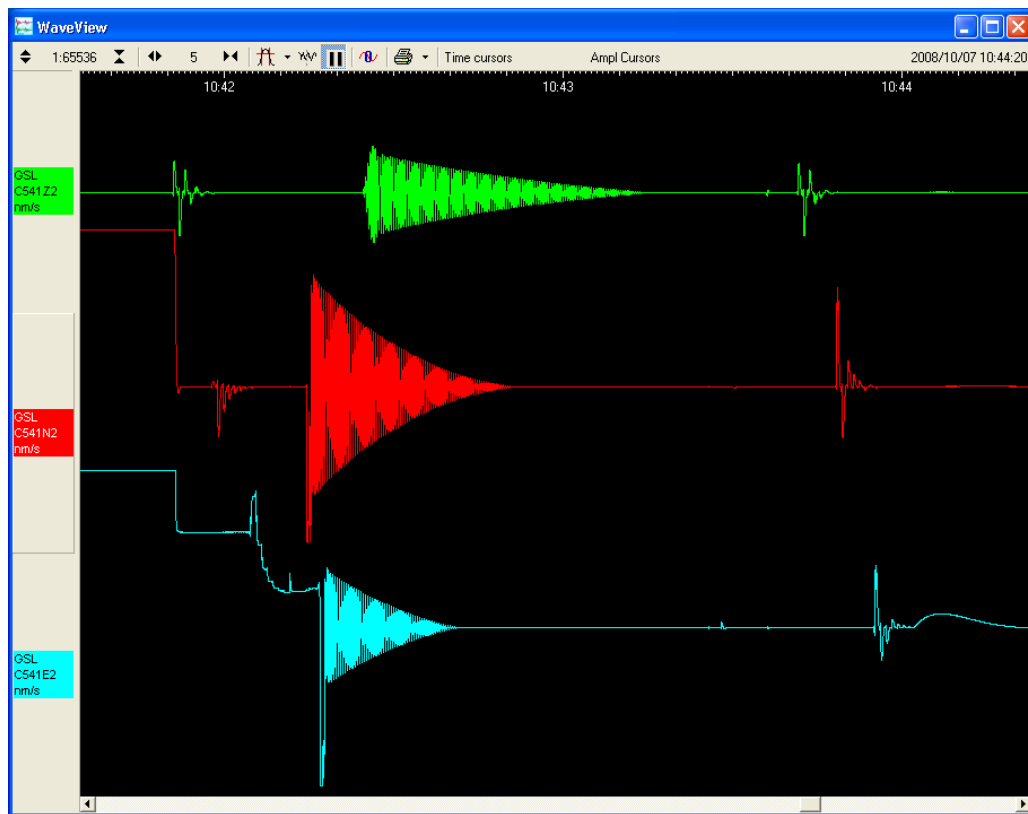 WaveView
1:65536 5 Time cursors Ampl Cursors 2008/10/07 10:44:20
10:42 10:43 10:44
GSL
C541Z2
nm/s
GSL
C541N2
nm/s
GSL
C541E2
nm/s